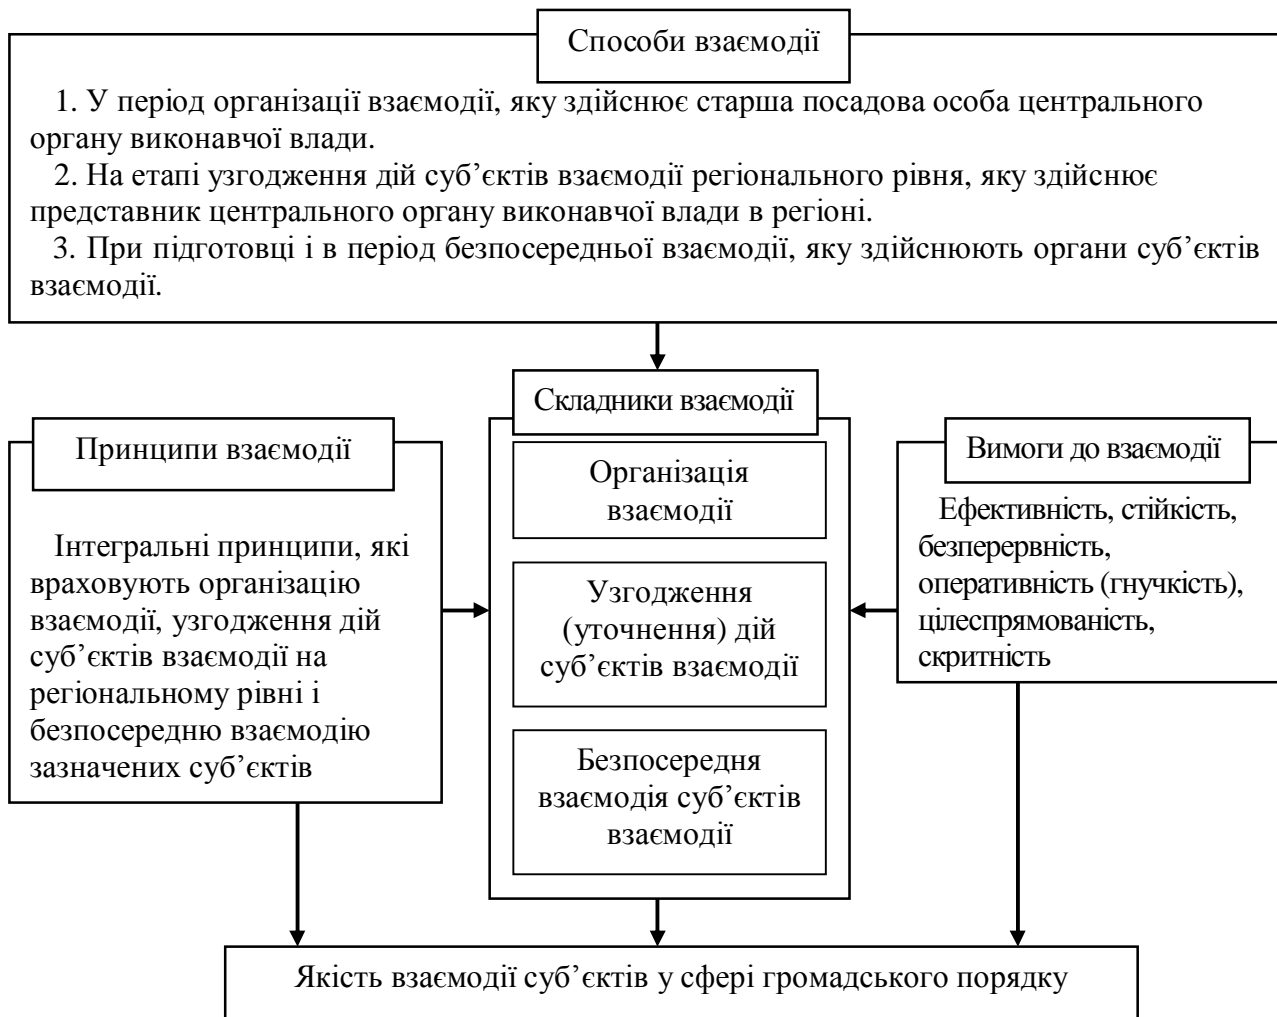 Способи взаємодії
1. У період організації взаємодії, яку здійснює старша посадова особа центрального
органу виконавчої влади.
2. На етапі узгодження дій суб’єктів взаємодії регіонального рівня, яку здійснює
представник центрального органу виконавчої влади в регіоні.
3. При підготовці і в період безпосередньої взаємодії, яку здійснюють органи суб’єктів
взаємодії.
Складники взаємодії
Принципи взаємодії
Інтегральні принципи, які
враховують організацію
взаємодії, узгодження дій
суб’єктів взаємодії на
регіональному рівні і
безпосередню взаємодію
зазначених суб’єктів
Організація
взаємодії
Узгодження
(уточнення) дій
суб’єктів взаємодії
Безпосередня
взаємодія суб’єктів
взаємодії
Вимоги до взаємодії
Ефективність, стійкість,
безперервність,
оперативність (гнучкість),
цілеспрямованість,
скритність
Якість взаємодії суб’єктів у сфері громадського порядку